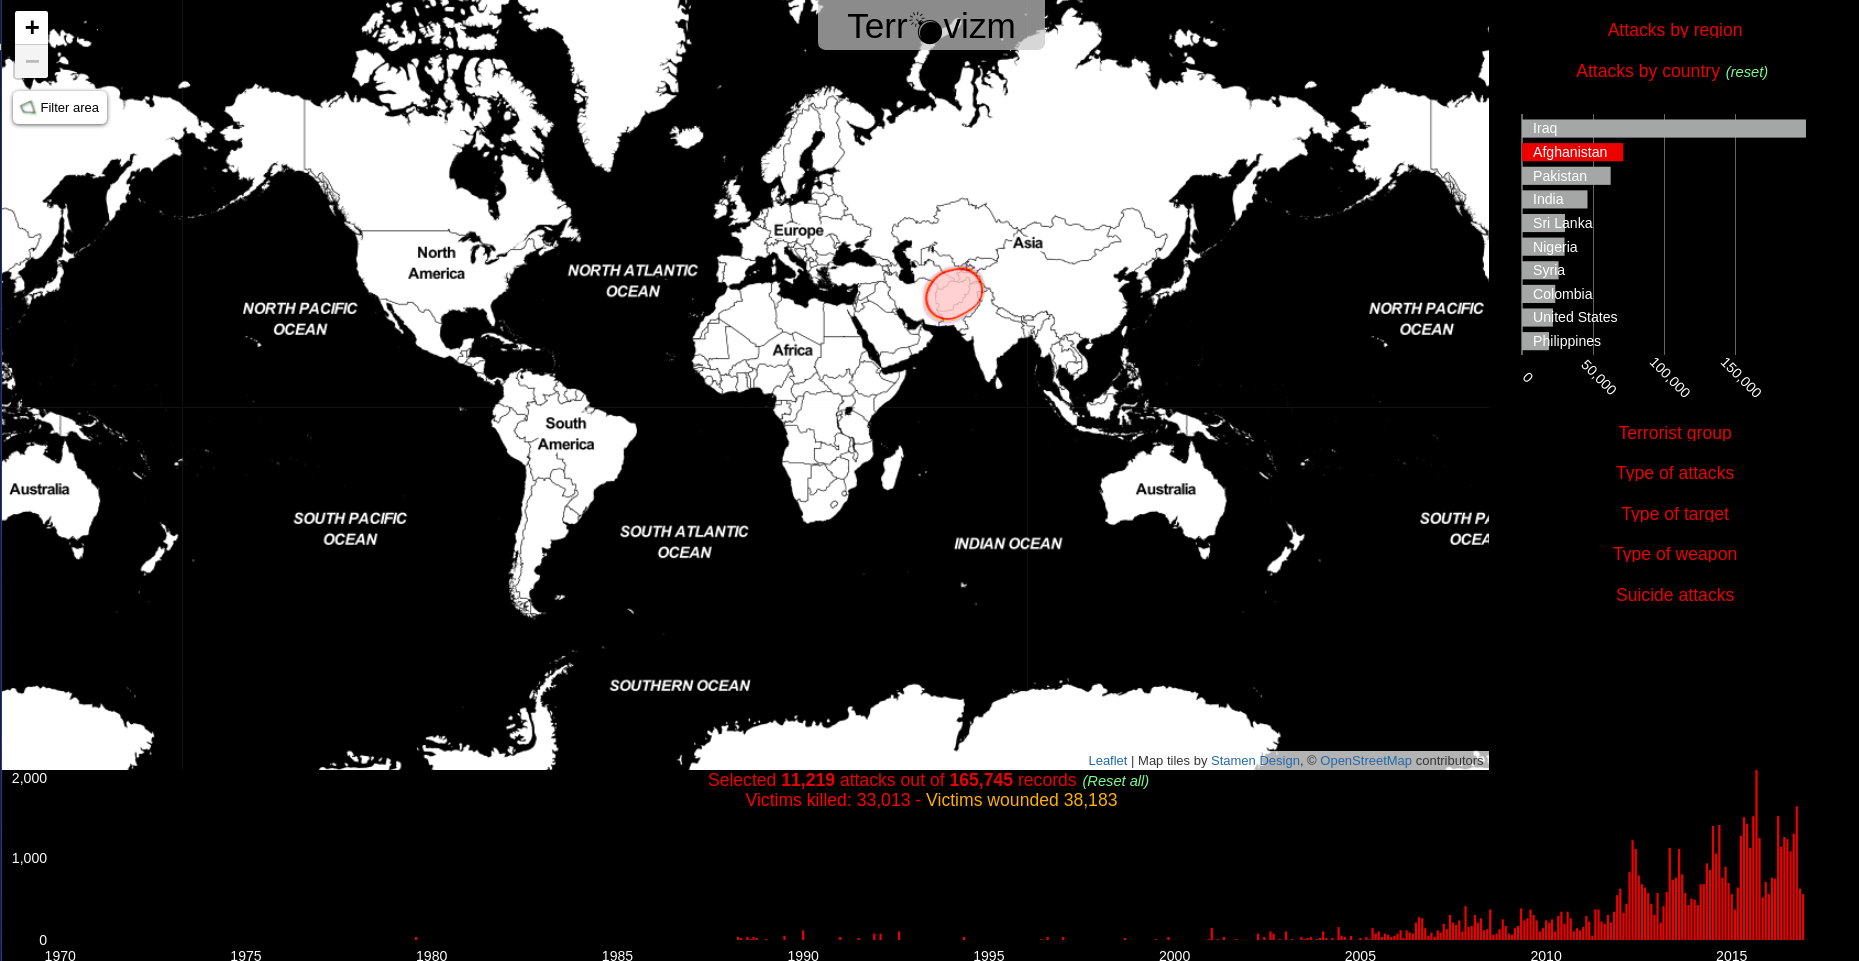 Terr vizm
+
−
Filter area
North
America
NORTH ATLANTIC
OCEAN
Europe
Asia
NORTH PACIFIC
OCEAN
NORTH PACIFIC
OCEAN
Africa
South
America
Australia
Australia
SOUTH PACIFIC
OCEAN
SOUTH ATLANTIC
OCEAN
INDIAN OCEAN
SOUTH PA
OCEA
SOUTHERN OCEAN
Leaflet | Map tiles by Stamen Design, © OpenStreetMap contributors
Attacks by region
Attacks by country (reset)
Iraq
Afghanistan
Pakistan
India
Sri Lanka
Nigeria
Syria
Colombia
United States
Philippines
0
50,000
100,000
150,000
Terrorist group
Type of attacks
Type of target
Type of weapon
Suicide attacks
Selected 11,219 attacks out of 165,745 records (Reset all)
Victims killed: 33,013 - Victims wounded 38,183
2,000
1,000
0
1970 1975 1980 1985 1990 1995 2000 2005 2010 2015